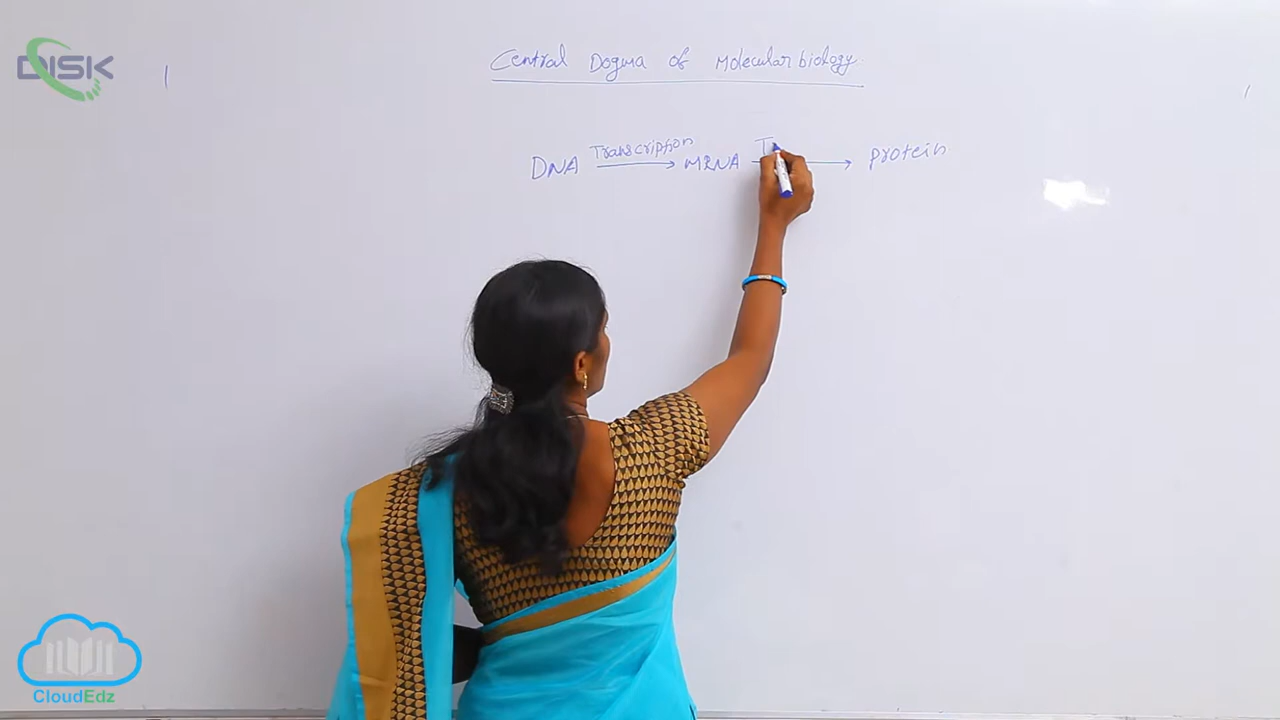 DISK
Central Dogma of Molecular biology
DNA Transcription mRNA T protein
CloudEdz